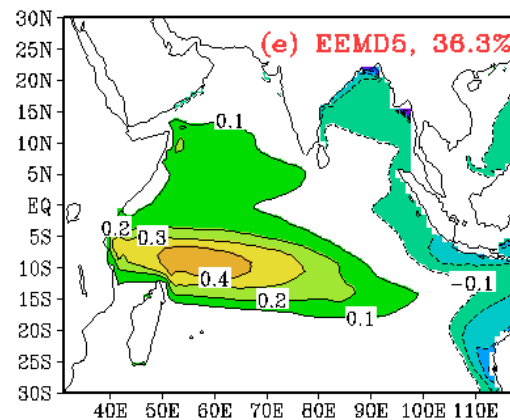 30N
(e) EEMD5, 36.3%
25N
20N
15N
0.1
10N
5N
EQ
0.2
0.3
5S
10S
0.4
-0.1
15S
0.2
0.1
20S
25S
30S
40E 50E 60E 70E 80E 90E 100E 110E